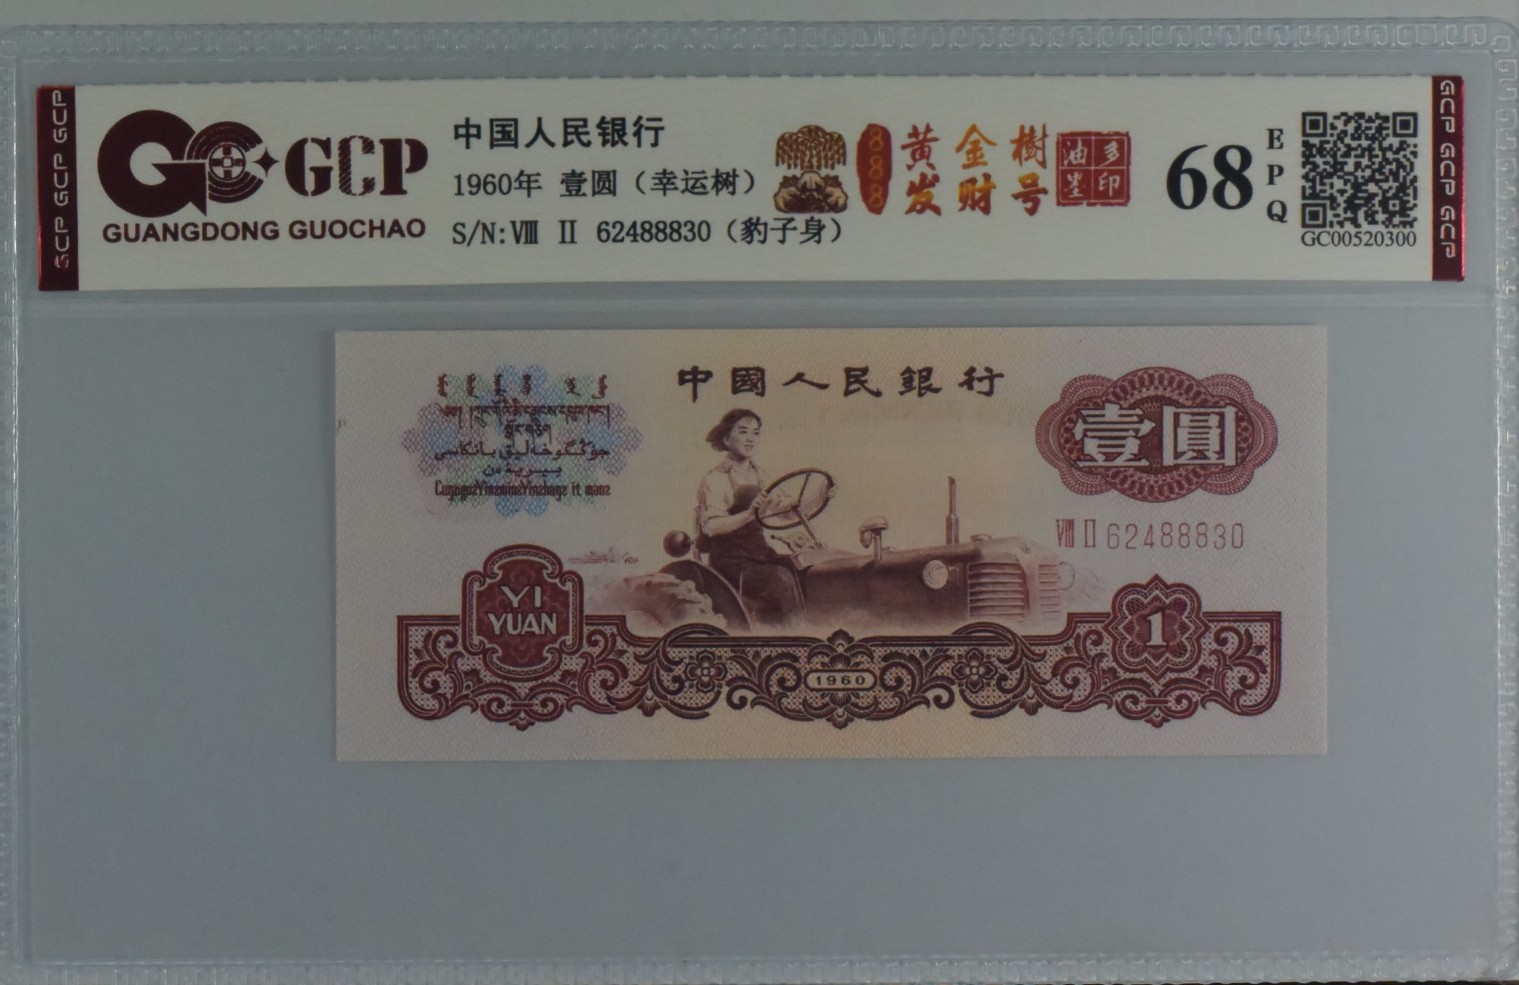 GCP GCP GCP
GCP
GUANGDONG GUOCHAO
中国人民银行
1960年 壹圆（幸运树）
S/N:Ⅷ Ⅱ 62488830（豹子身）
888
黄金樹
发财号
多印
油墨
68
EPQ
GC00520300
GCP GCP GCP
中國人民銀行
壹圓
Ⅷ Ⅱ 62488830
YI
YUAN
1960
1